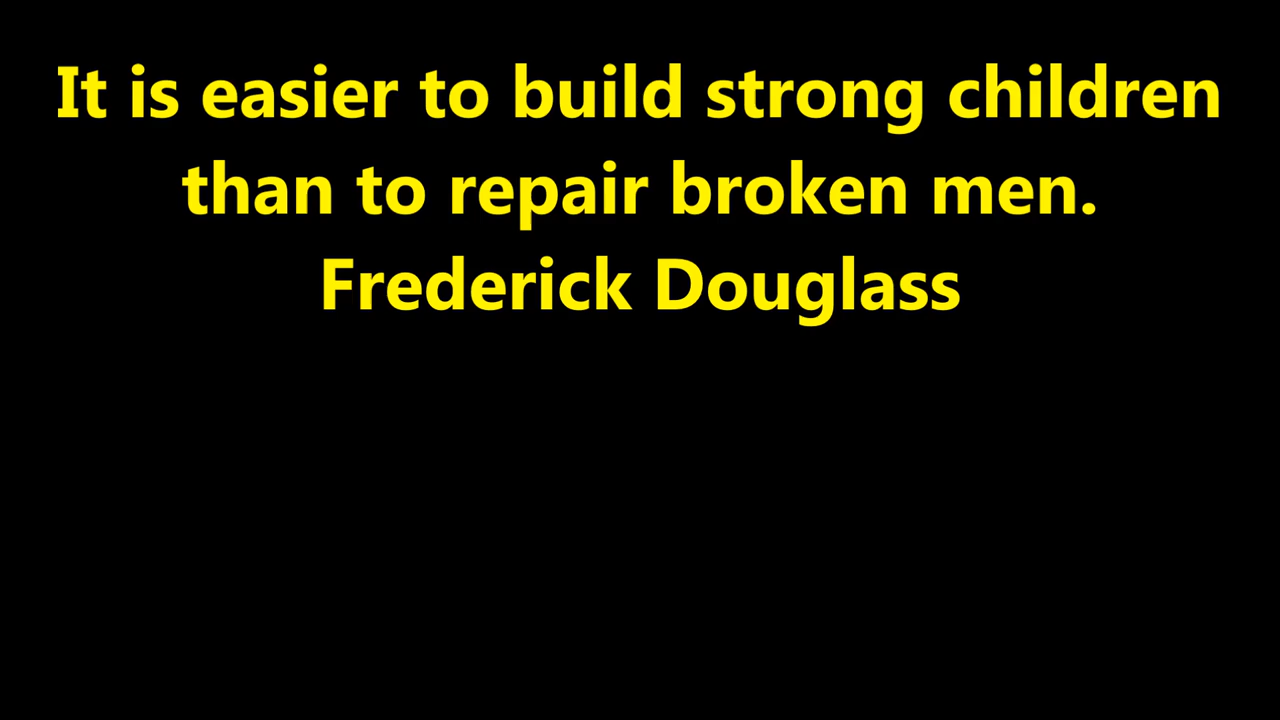 It is easier to build strong children
than to repair broken men.
Frederick Douglass